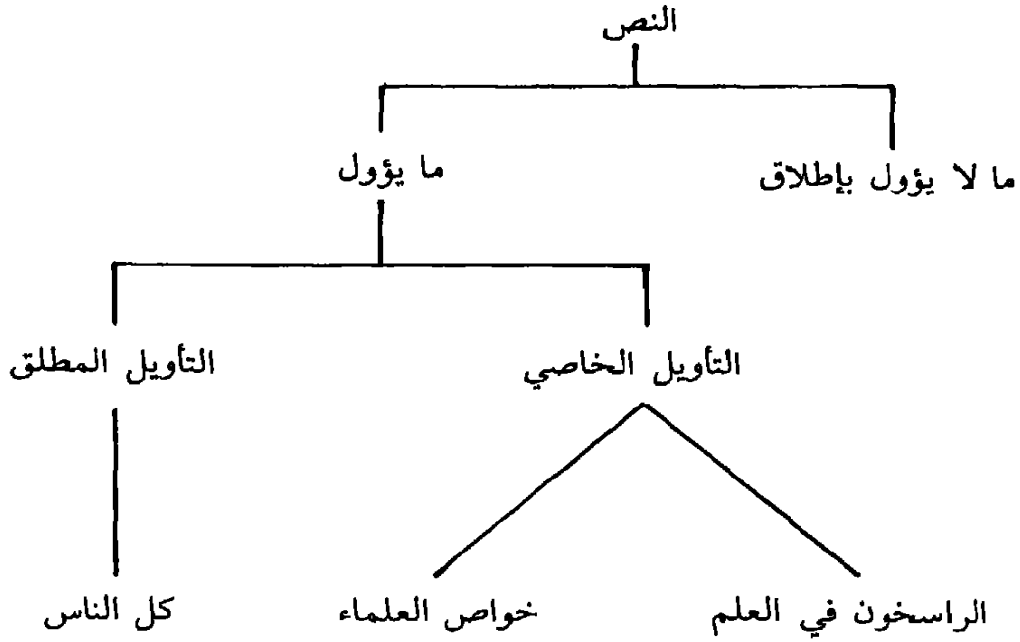 النص
ما لا يؤول بإطلاق
ما يؤول
التأويل الخاصي
التأويل المطلق
الراسخون في العلم
خواص العلماء
كل الناس